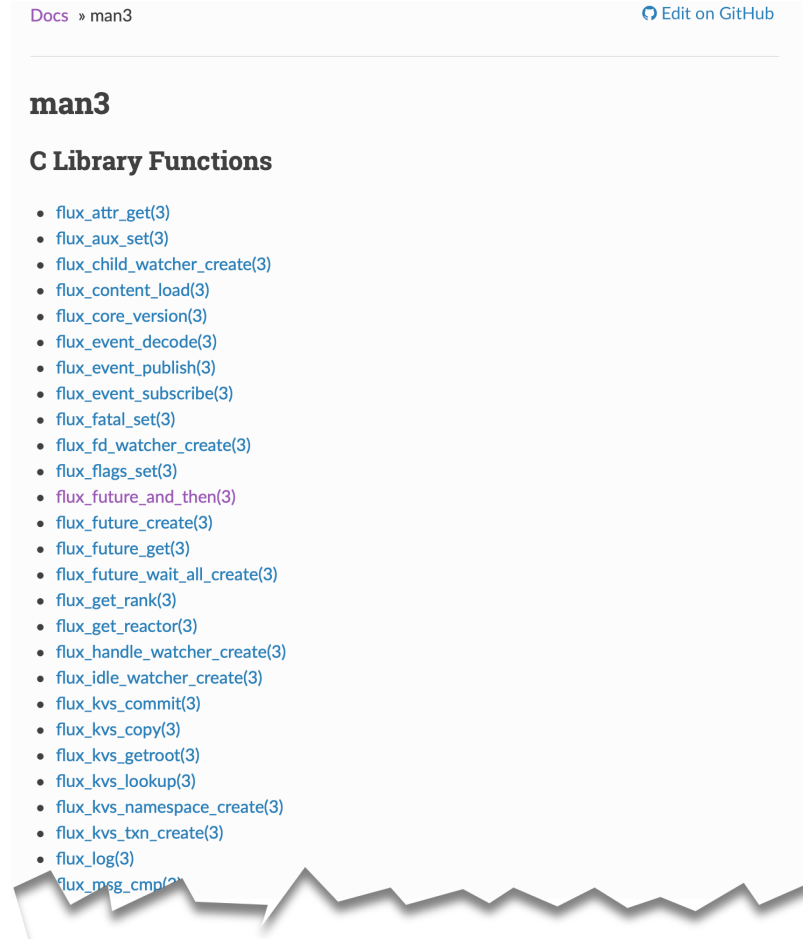 Docs » man3
Edit on GitHub
man3
C Library Functions
flux_attr_get(3)
flux_aux_set(3)
flux_child_watcher_create(3)
flux_content_load(3)
flux_core_version(3)
flux_event_decode(3)
flux_event_publish(3)
flux_event_subscribe(3)
flux_fatal_set(3)
flux_fd_watcher_create(3)
flux_flags_set(3)
flux_future_and_then(3)
flux_future_create(3)
flux_future_get(3)
flux_future_wait_all_create(3)
flux_get_rank(3)
flux_get_reactor(3)
flux_handle_watcher_create(3)
flux_idle_watcher_create(3)
flux_kvs_commit(3)
flux_kvs_copy(3)
flux_kvs_getroot(3)
flux_kvs_lookup(3)
flux_kvs_namespace_create(3)
flux_kvs_txn_create(3)
flux_log(3)
flux_msg_cmp(3)